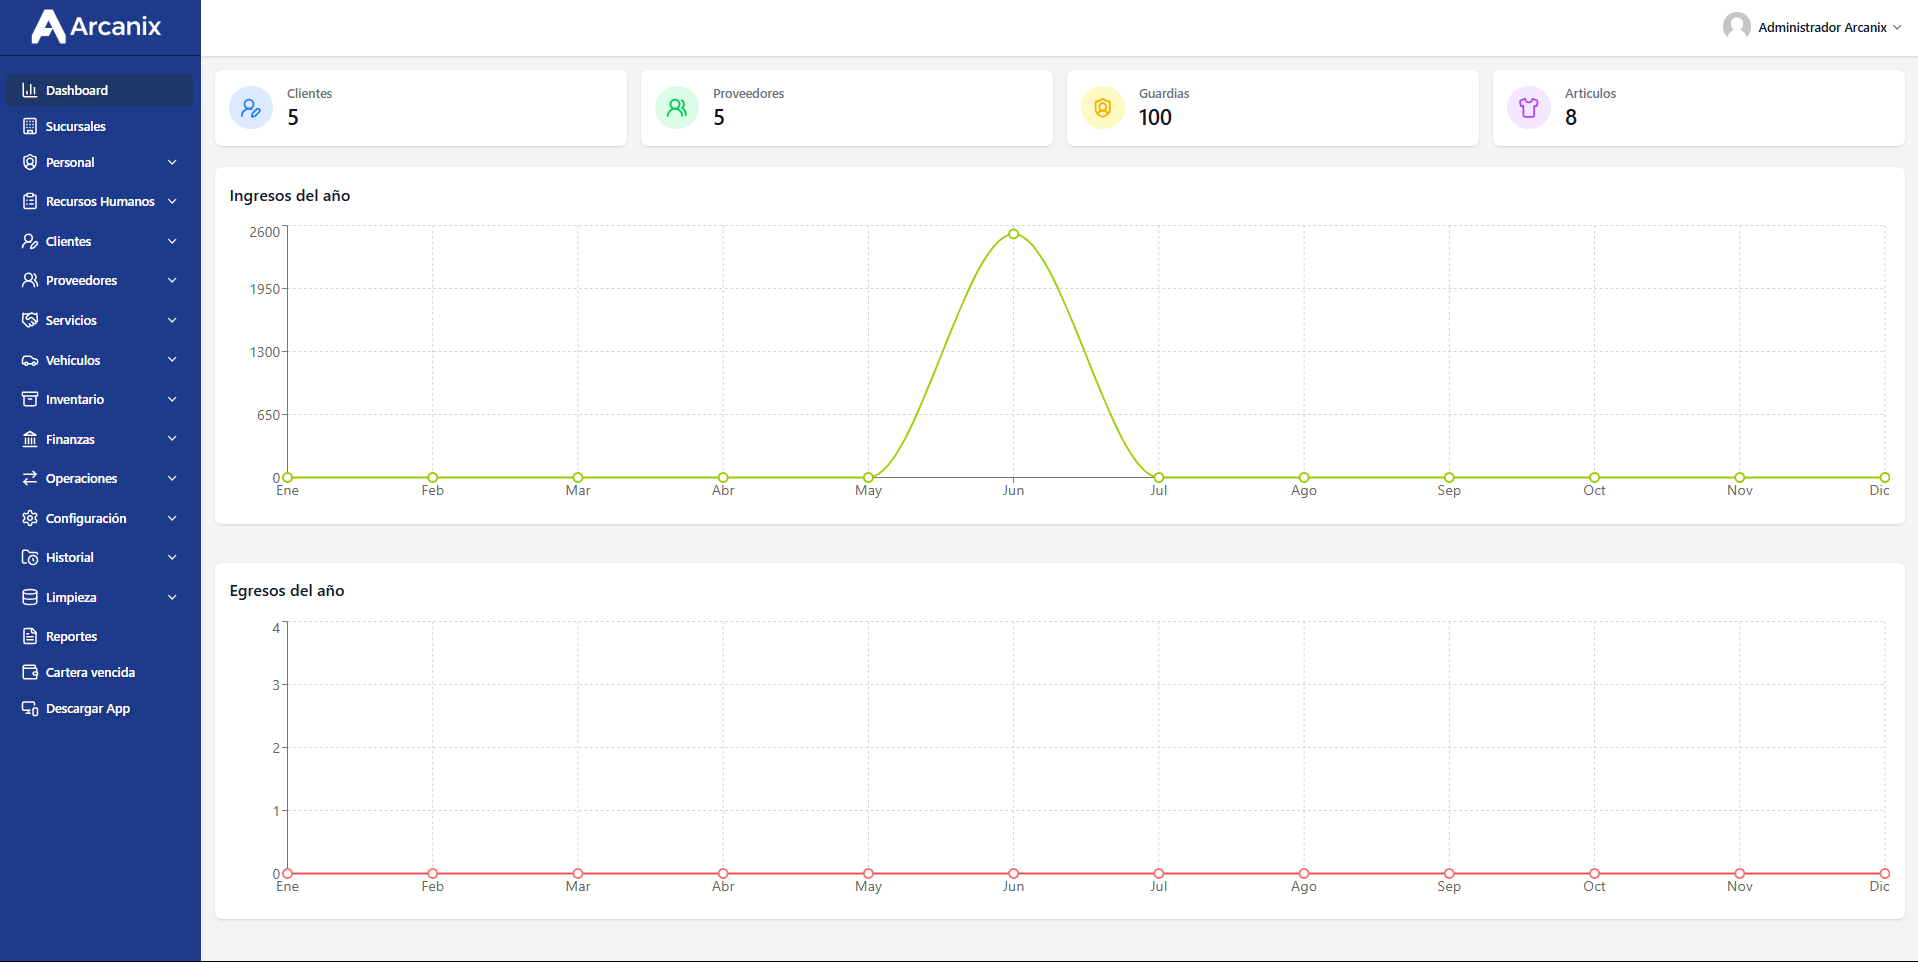 Arcanix
Administrador Arcanix
Dashboard
Sucursales
Personal
Recursos Humanos
Clientes
Proveedores
Servicios
Vehículos
Inventario
Finanzas
Operaciones
Configuración
Historial
Limpieza
Reportes
Cartera vencida
Descargar App
Clientes
5
Proveedores
5
Guardias
100
Articulos
8
Ingresos del año
2600
1950
1300
650
0
Ene Feb Mar Abr May Jun Jul Ago Sep Oct Nov Dic
Egresos del año
4
3
2
1
0
Ene Feb Mar Abr May Jun Jul Ago Sep Oct Nov Dic